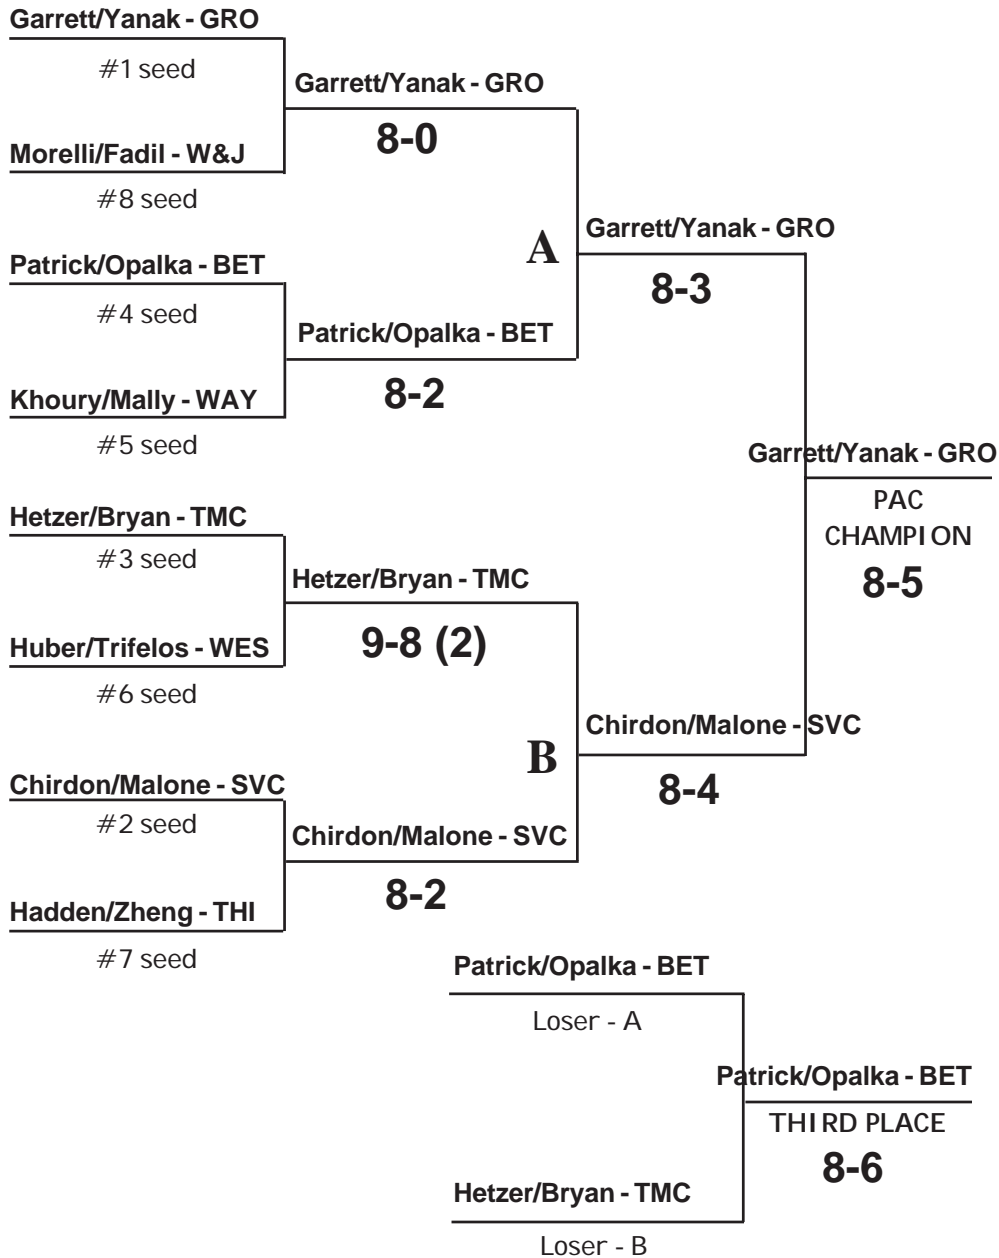 Garrett/Yanak - GRO
#1 seed
Garrett/Yanak - GRO
8-0
Morelli/Fadil - W&J
#8 seed
Garrett/Yanak - GRO
A
8-3
Patrick/Opalka - BET
#4 seed
Patrick/Opalka - BET
8-2
Khoury/Mally - WAY
#5 seed
Garrett/Yanak - GRO
PAC
CHAMPION
8-5
Hetzer/Bryan - TMC
#3 seed
Hetzer/Bryan - TMC
9-8 (2)
Huber/Trifelos - WES
#6 seed
Chirdon/Malone - SVC
B
8-4
Chirdon/Malone - SVC
#2 seed
Chirdon/Malone - SVC
8-2
Hadden/Zheng - THI
#7 seed
Patrick/Opalka - BET
Loser - A
Patrick/Opalka - BET
THIRD PLACE
8-6
Hetzer/Bryan - TMC
Loser - B